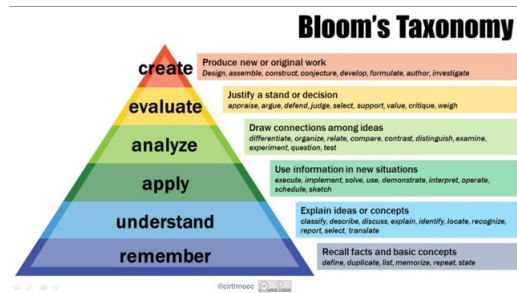 Bloom's Taxonomy
create
Produce new or original work
Design, assemble, construct, conjecture, develop, formulate, author, investigate
evaluate
Justify a stand or decision
appraise, argue, defend, judge, select, support, value, critique, weigh
analyze
Draw connections among ideas
differentiate, organize, relate, compare, contrast, distinguish, examine,
experiment, question, test
apply
Use information in new situations
execute, implement, solve, use, demonstrate, interpret, operate,
schedule, sketch
understand
Explain ideas or concepts
classify, describe, discuss, explain, identify, locate, recognize,
report, select, translate
remember
Recall facts and basic concepts
define, duplicate, list, memorize, repeat, state
@cirtlmooc